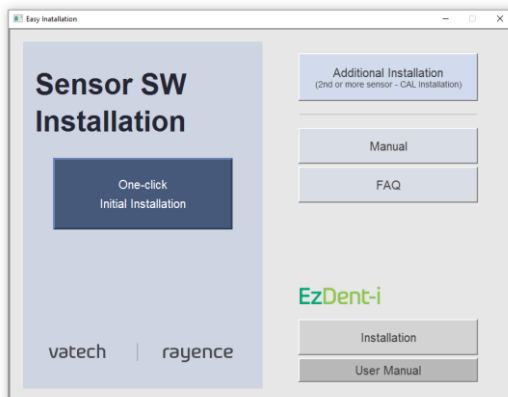 Easy Installation
Sensor SW
Installation
One-click
Initial Installation
vatech
rayence
Additional Installation
(2nd or more sensor - CAL Installation)
Manual
FAQ
EzDent-i
Installation
User Manual